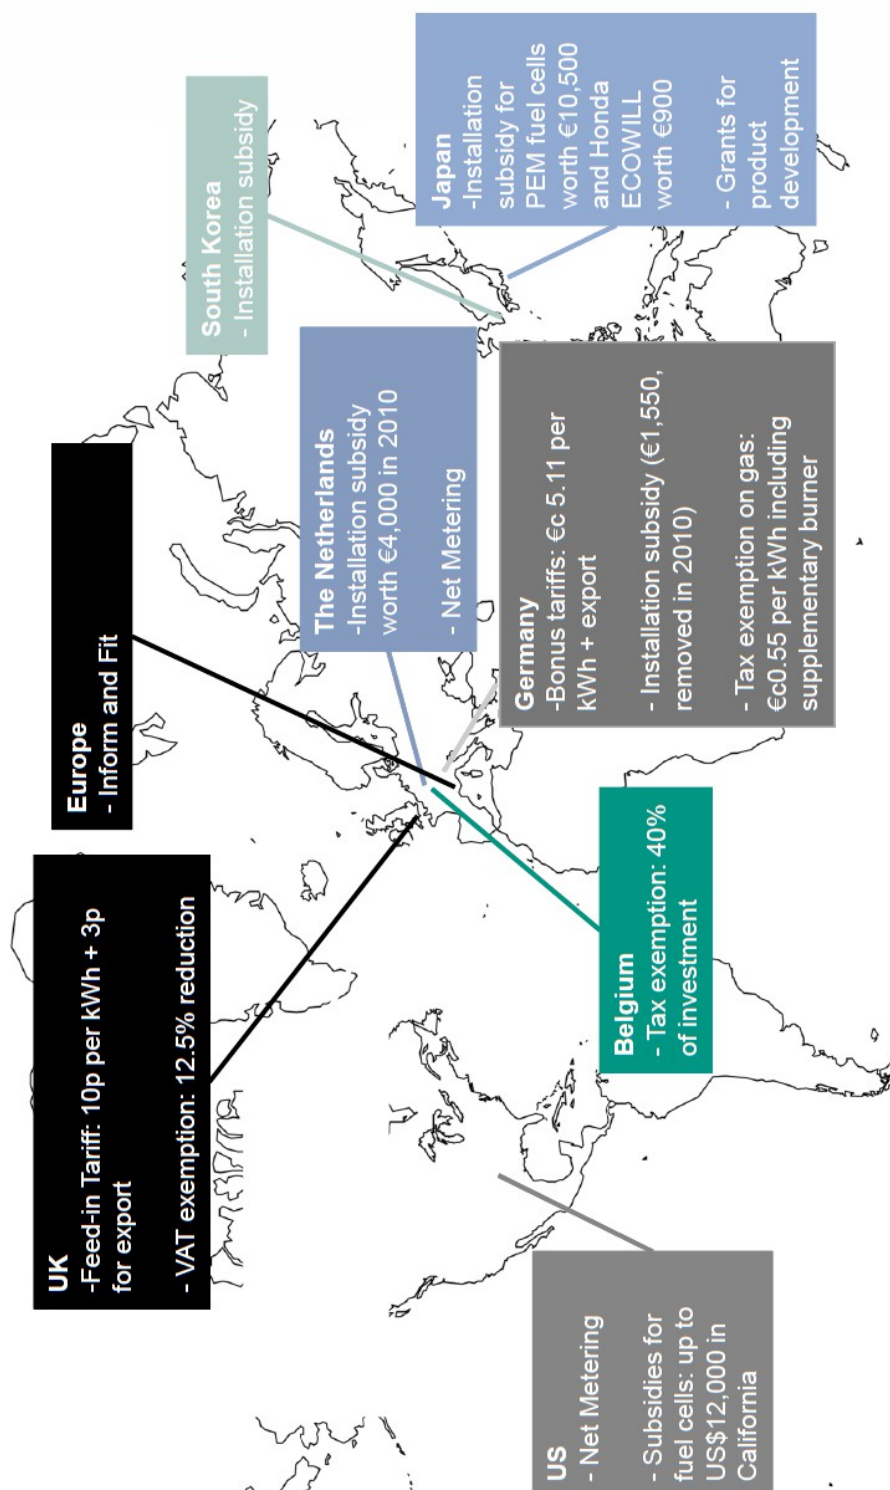 UK
-Feed-in Tariff: 10p per kWh + 3p
for export
- VAT exemption: 12.5% reduction
Europe
- Inform and Fit
South Korea
- Installation subsidy
The Netherlands
-Installation subsidy
worth €4,000 in 2010
- Net Metering
Japan
-Installation
subsidy for
PEM fuel cells
worth €10,500
and Honda
ECOWILL
worth €900
- Grants for
product
development
Germany
-Bonus tariffs: €c 5.11 per
kWh + export
- Installation subsidy (€1,550,
removed in 2010)
- Tax exemption on gas:
€c0.55 per kWh including
supplementary burner
Belgium
- Tax exemption: 40%
of investment
US
- Net Metering
- Subsidies for
fuel cells: up to
US$12,000 in
California